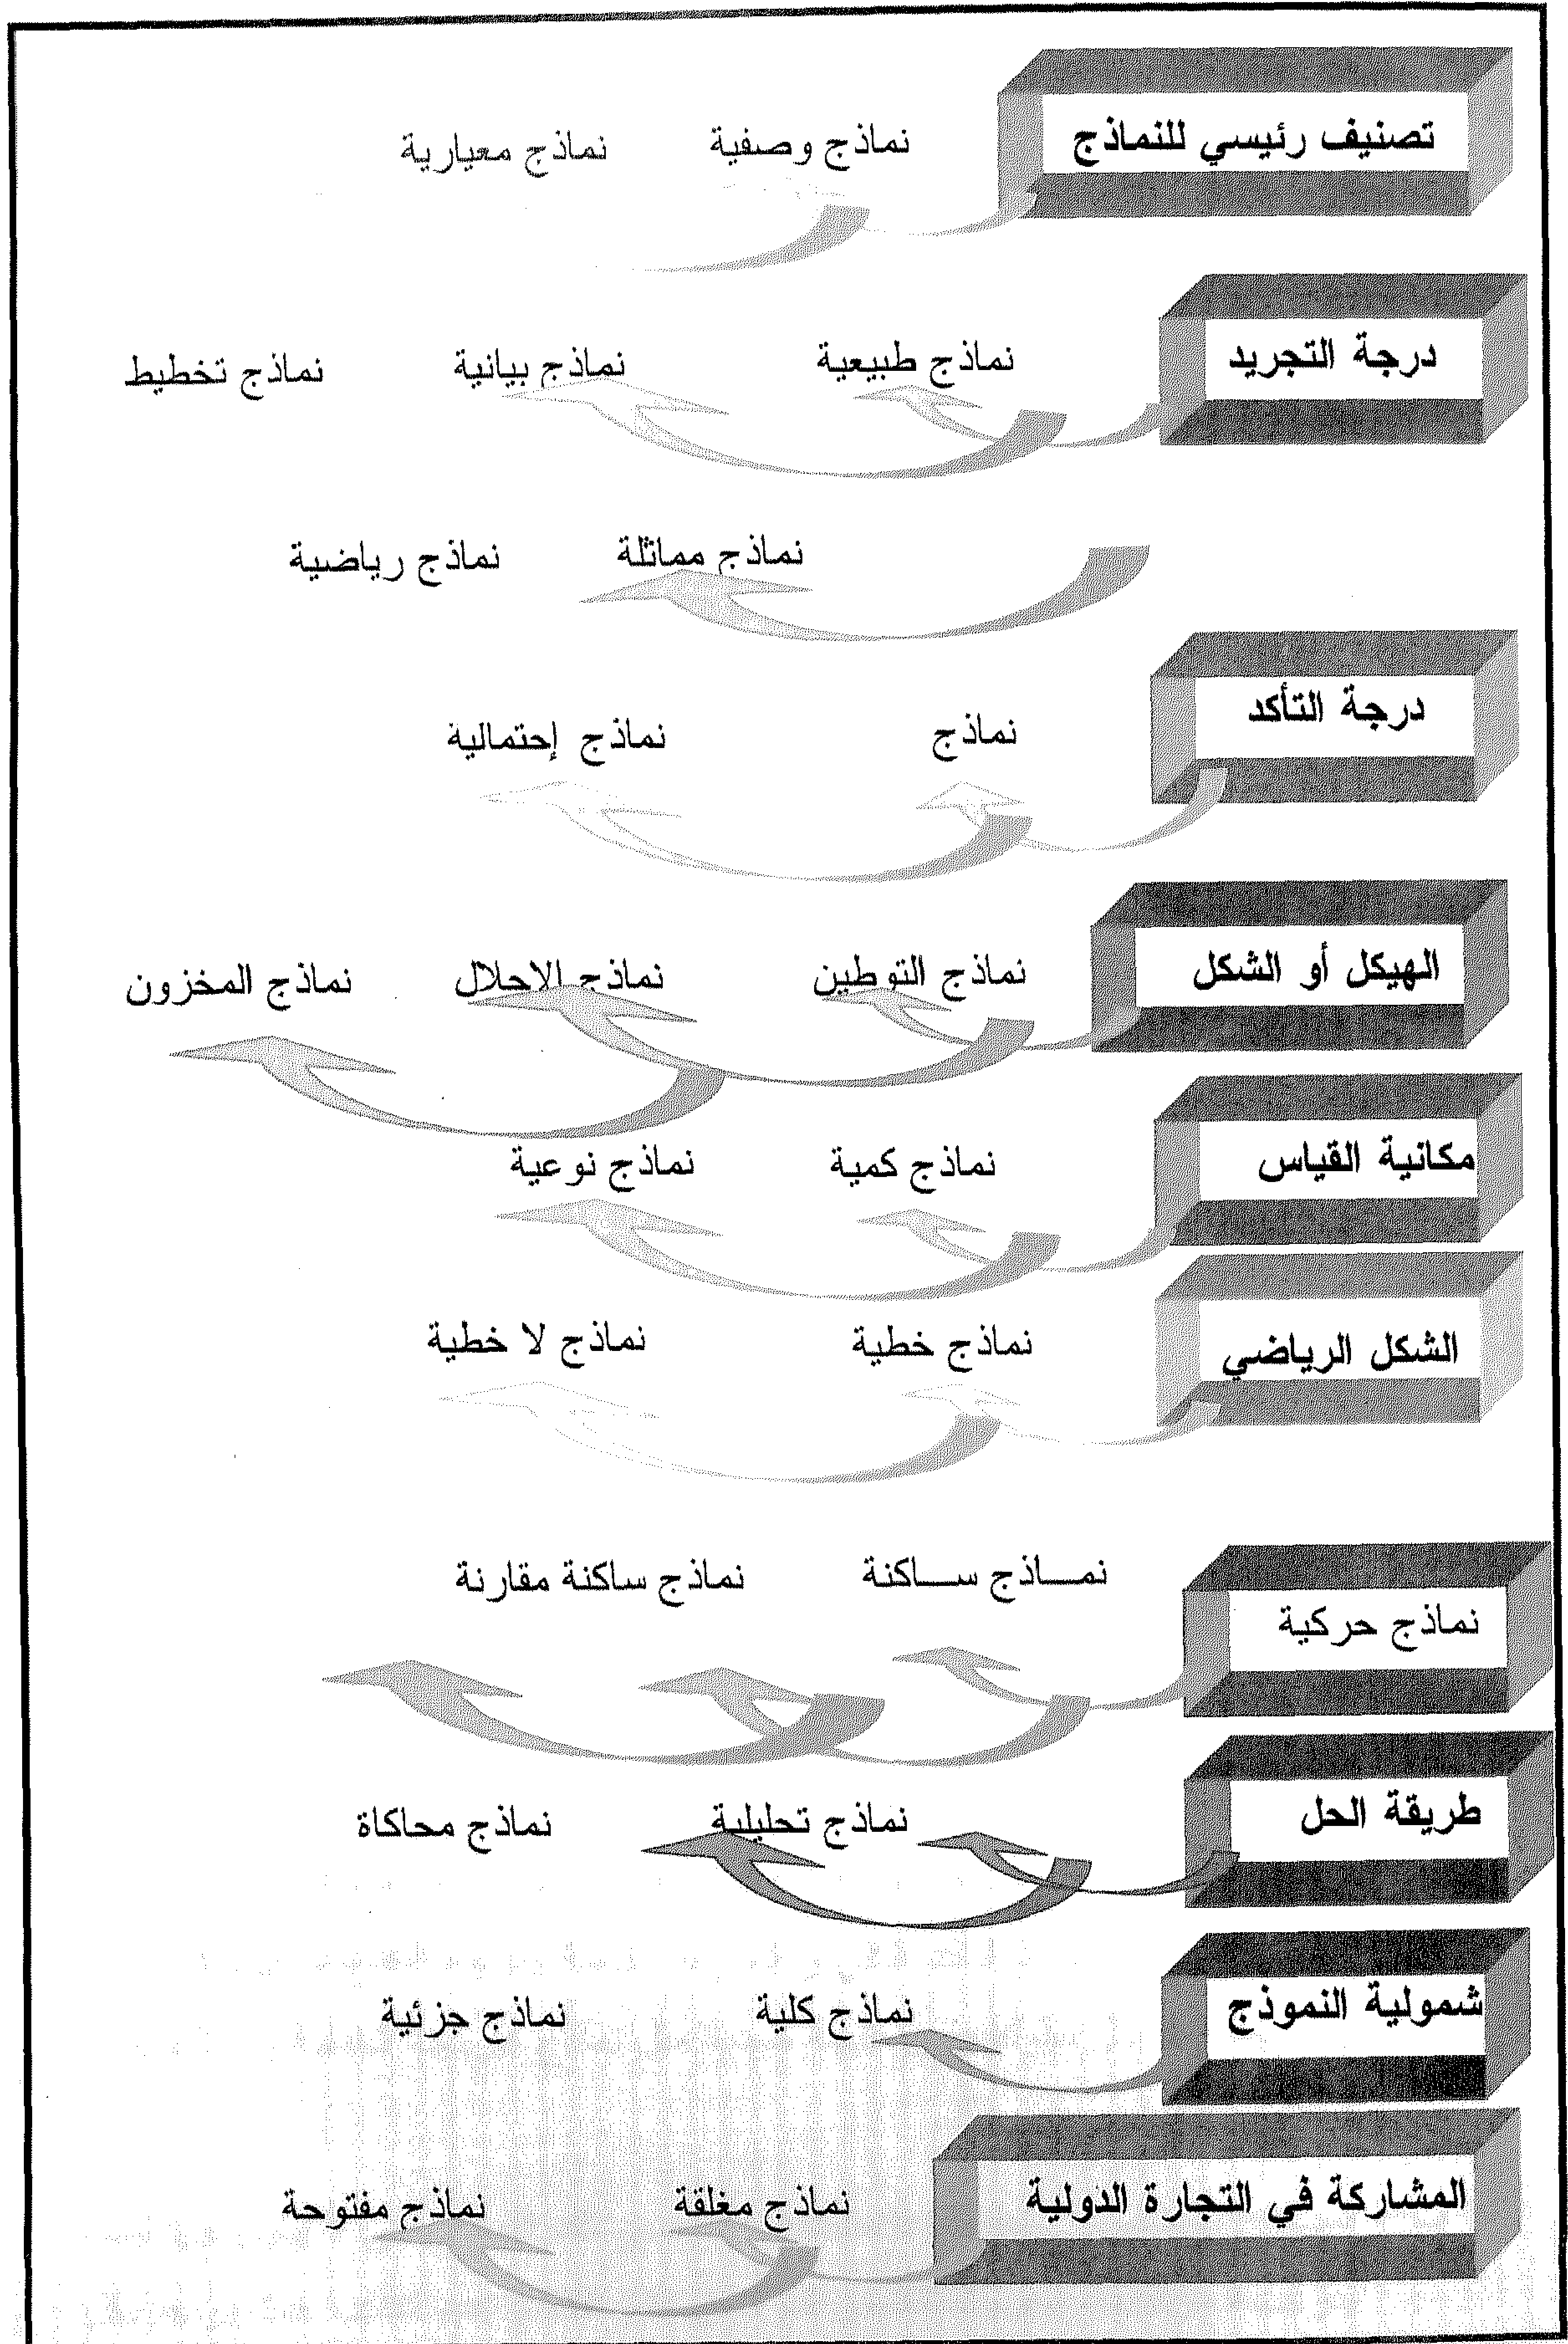 تصنيف رئيسي للنماذج نماذج وصفية نماذج معيارية
درجة التجريد نماذج طبيعية نماذج بيانية نماذج تخطيط
نماذج مماثلة نماذج رياضية
درجة التأكد نماذج نماذج إحتمالية
الهيكل أو الشكل نماذج التوطين نماذج الاحلال نماذج المخزون
مكانية القياس نماذج كمية نماذج نوعية
الشكل الرياضي نماذج خطية نماذج لا خطية
نمـــاذج ســـاكنة نماذج ساكنة مقارنة
نماذج حركية
طريقة الحل نماذج تحليلية نماذج محاكاة
شمولية النموذج نماذج كلية نماذج جزئية
المشاركة في التجارة الدولية نماذج مغلقة نماذج مفتوحة